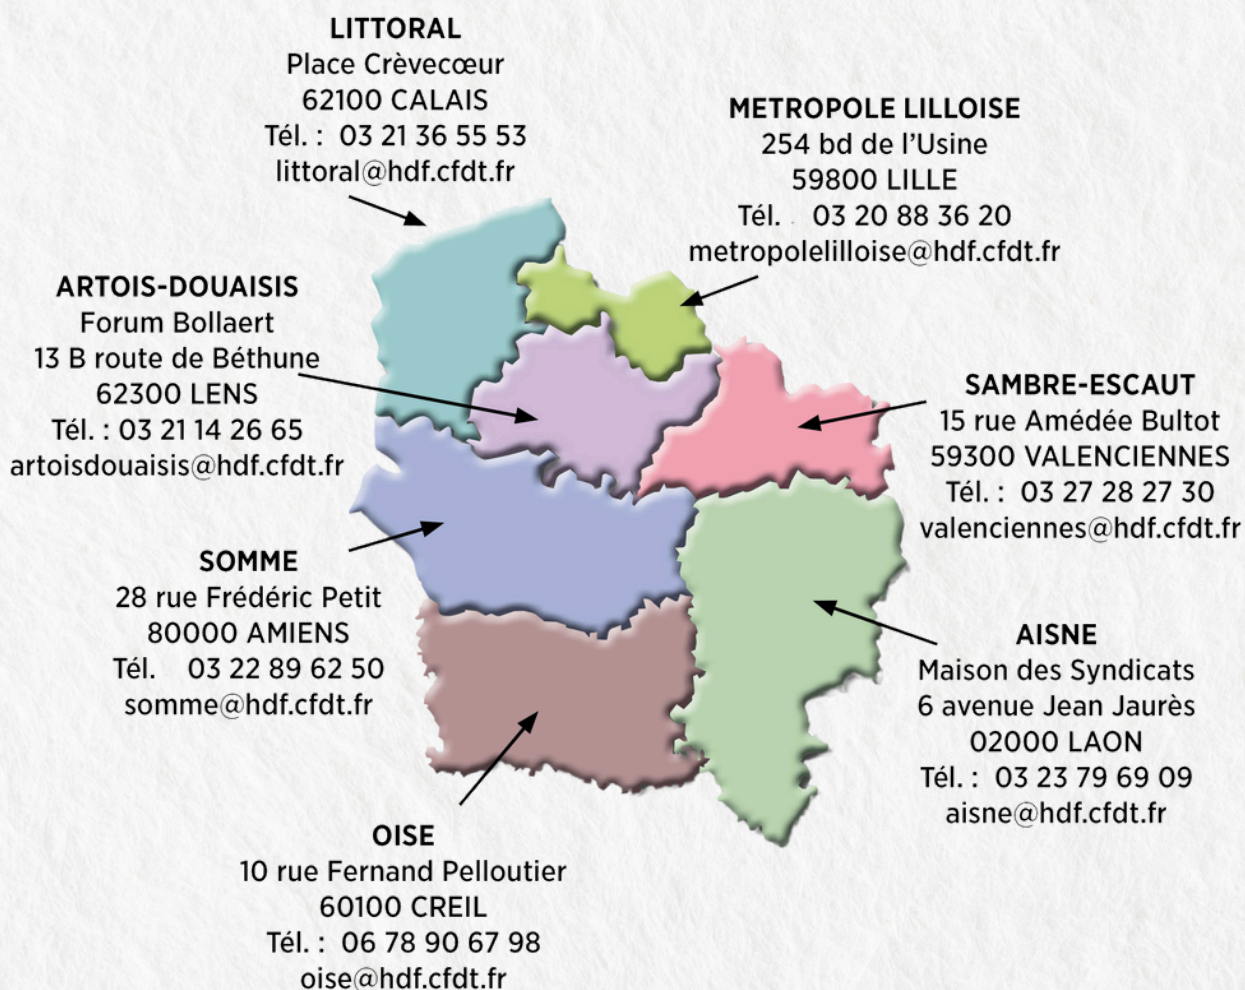 LITTORAL
Place Crèvecœur
62100 CALAIS
Tél. : 03 21 36 55 53
littoral@hdf.cfdt.fr
METROPOLE LILLOISE
254 bd de l'Usine
59800 LILLE
Tél. . 03 20 88 36 20
metropolelilloise@hdf.cfdt.fr
ARTOIS-DOUAISIS
Forum Bollaert
13 B route de Béthune
62300 LENS
Tél. : 03 21 14 26 65
artoisdouaisis@hdf.cfdt.fr
SAMBRE-ESCAUT
15 rue Amédée Bultot
59300 VALENCIENNES
Tél. : 03 27 28 27 30
valenciennes@hdf.cfdt.fr
SOMME
28 rue Frédéric Petit
80000 AMIENS
Tél. 03 22 89 62 50
somme@hdf.cfdt.fr
AISNE
Maison des Syndicats
6 avenue Jean Jaurès
02000 LAON
Tél. : 03 23 79 69 09
aisne@hdf.cfdt.fr
OISE
10 rue Fernand Pelloutier
60100 CREIL
Tél. : 06 78 90 67 98
oise@hdf.cfdt.fr